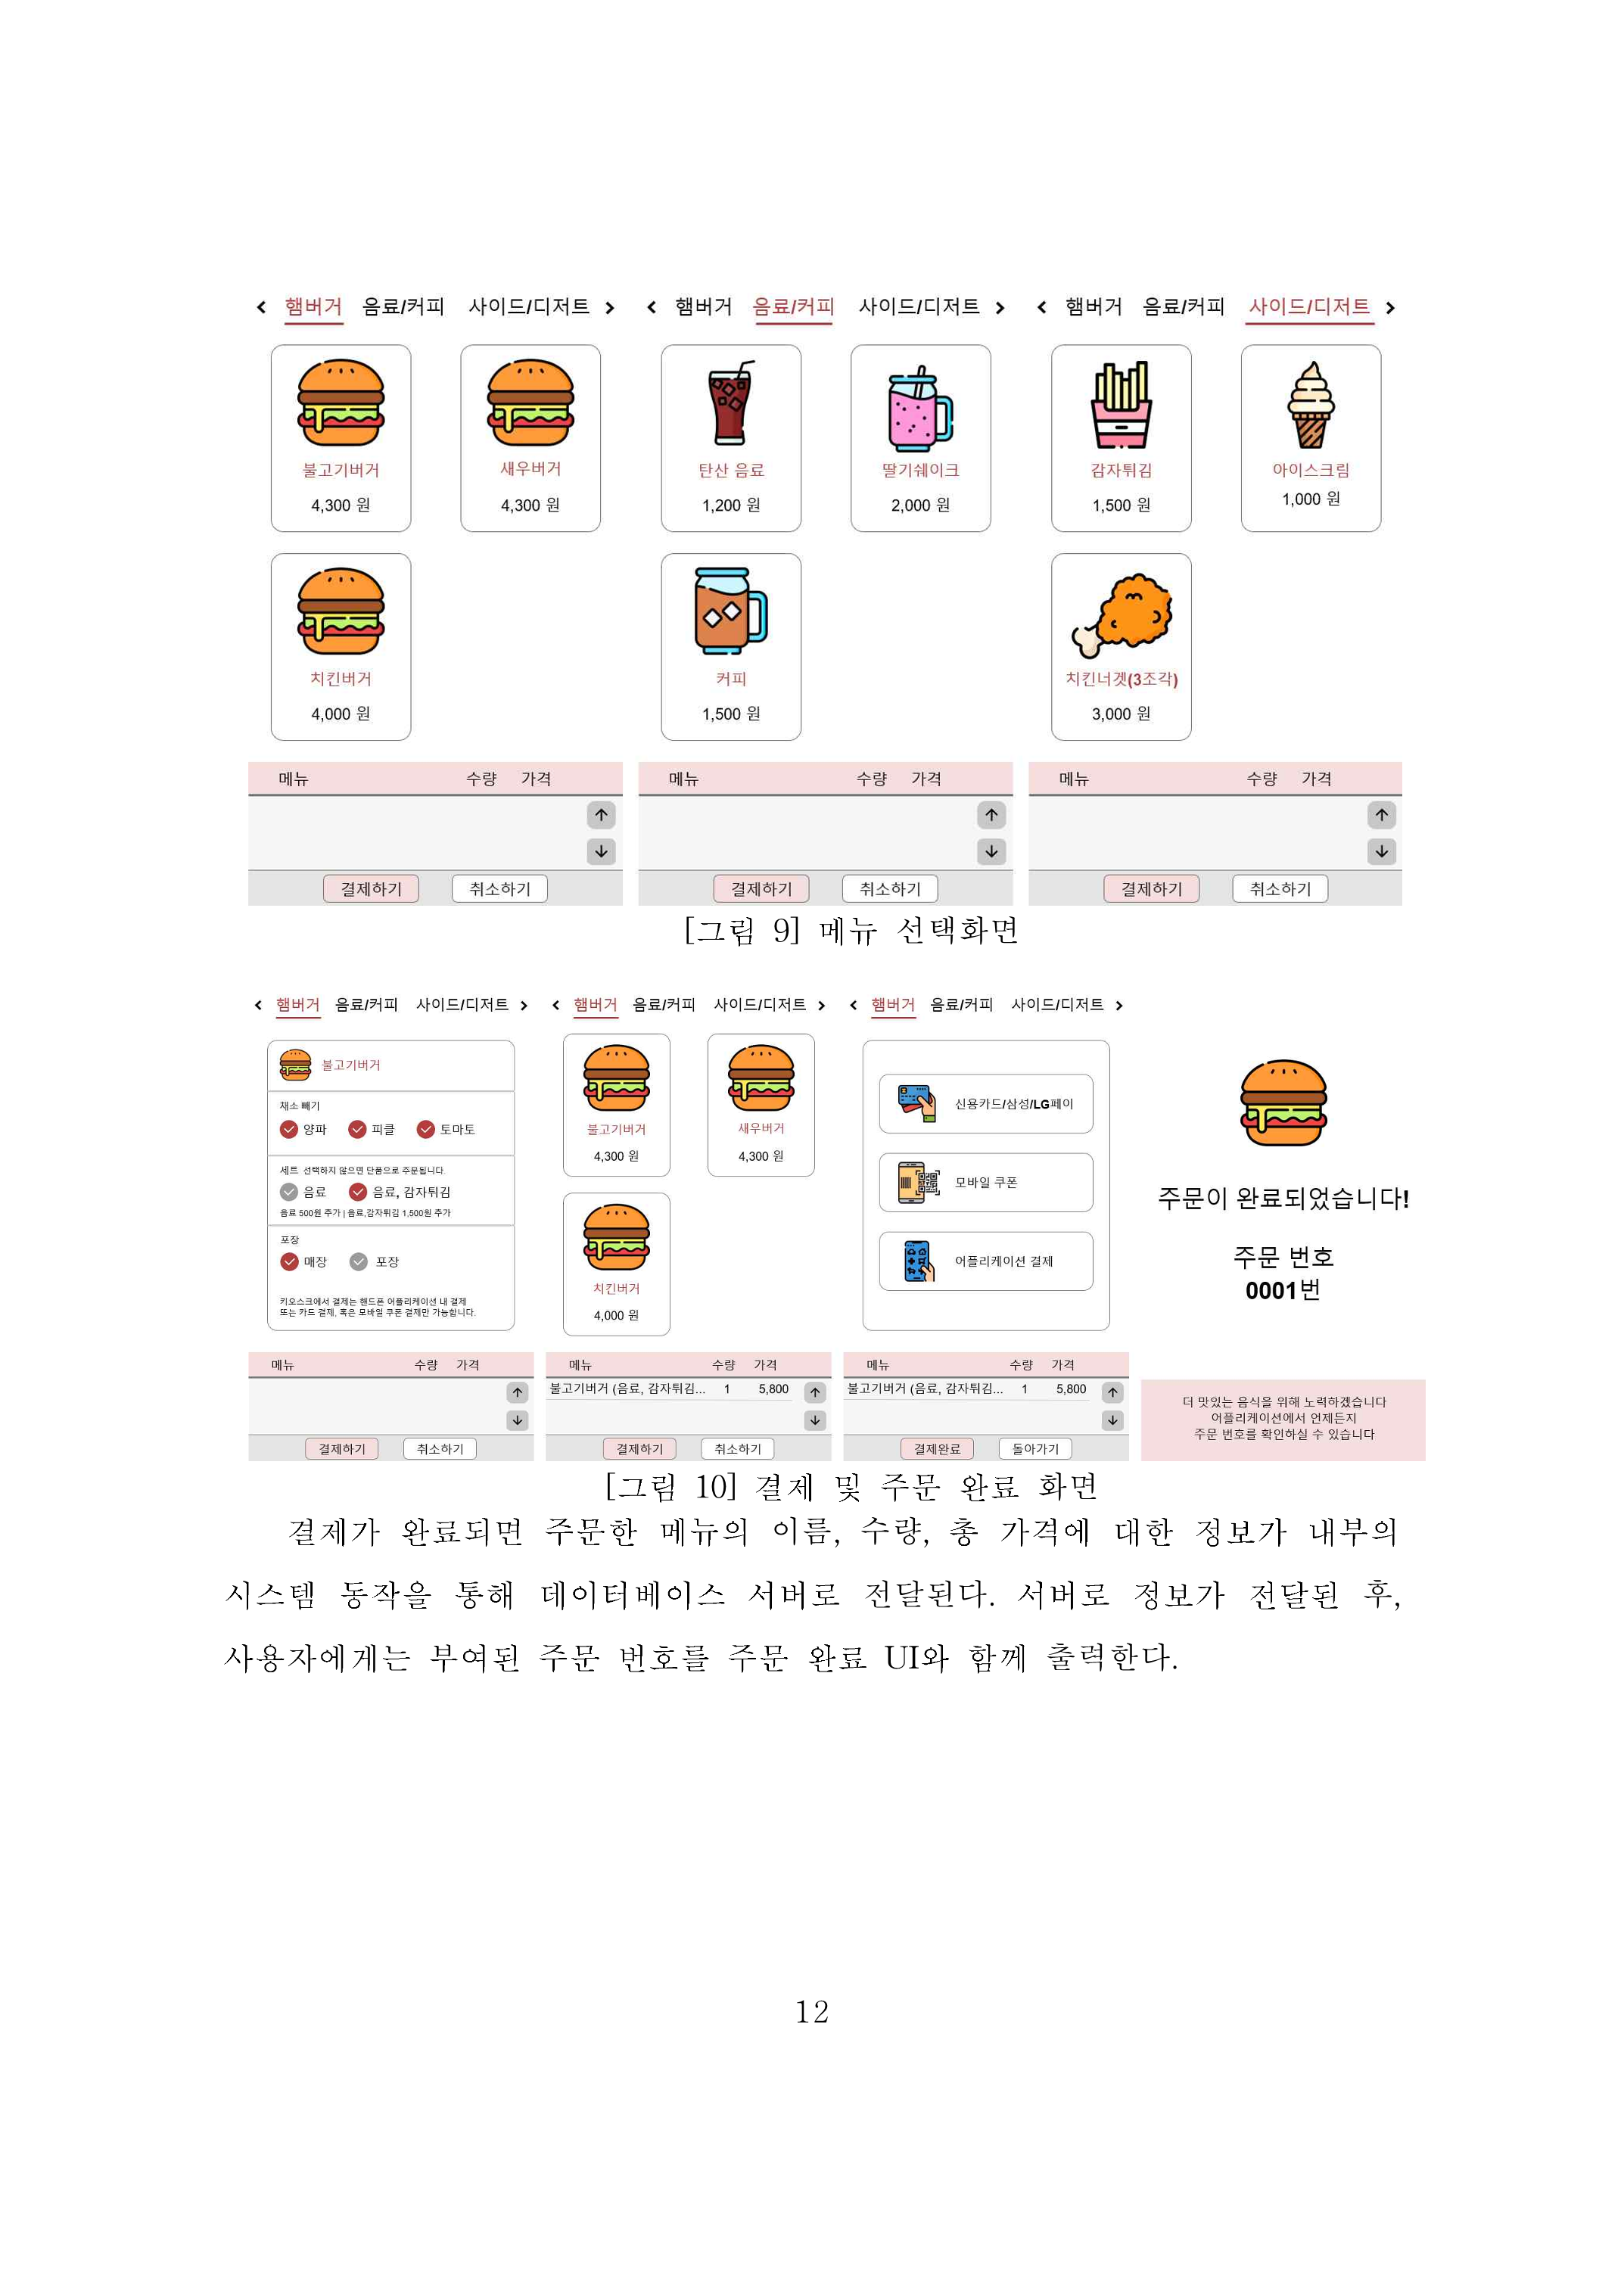 < 햄버거 음료/커피 사이드/디저트 >
불고기버거 새우버거
4,300 원 4,300 원
치킨버거
4,000 원
메뉴 수량 가격
결제하기 취소하기
< 햄버거 음료/커피 사이드/디저트 >
탄산 음료 딸기쉐이크
1,200 원 2,000 원
커피
1,500 원
메뉴 수량 가격
결제하기 취소하기
< 햄버거 음료/커피 사이드/디저트 >
감자튀김 아이스크림
1,500 원 1,000 원
치킨너겟(3조각)
3,000 원
메뉴 수량 가격
결제하기 취소하기
[그림 9] 메뉴 선택화면
< 햄버거 음료/커피 사이드/디저트 >
불고기버거
채소 빼기
양파 피클 토마토
세트 선택하지 않으면 단품으로 주문됩니다.
음료 음료, 감자튀김
음료 500원 추가 | 음료,감자튀김 1,500원 추가
포장
매장 포장
키오스크에서 결제는 핸드폰 어플리케이션 내 결제
또는 카드 결제, 혹은 모바일 쿠폰 결제만 가능합니다.
메뉴 수량 가격
결제하기 취소하기
< 햄버거 음료/커피 사이드/디저트 >
불고기버거 새우버거
4,300 원 4,300 원
치킨버거
4,000 원
메뉴 수량 가격
불고기버거 (음료, 감자튀김... 1 5,800
결제하기 취소하기
< 햄버거 음료/커피 사이드/디저트 >
신용카드/삼성/LG페이
모바일 쿠폰
어플리케이션 결제
메뉴 수량 가격
불고기버거 (음료, 감자튀김... 1 5,800
결제완료 돌아가기
주문이 완료되었습니다!
주문 번호
0001번
더 맛있는 음식을 위해 노력하겠습니다
어플리케이션에서 언제든지
주문 번호를 확인하실 수 있습니다
[그림 10] 결제 및 주문 완료 화면
결제가 완료되면 주문한 메뉴의 이름, 수량, 총 가격에 대한 정보가 내부의
시스템 동작을 통해 데이터베이스 서버로 전달된다. 서버로 정보가 전달된 후,
사용자에게는 부여된 주문 번호를 주문 완료 UI와 함께 출력한다.
12